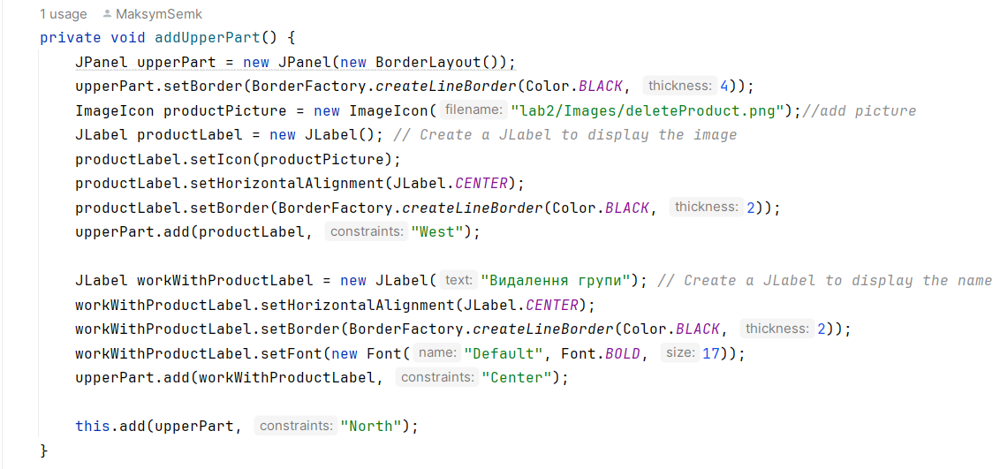 1 usage MaksymSemk
private void addUpperPart() {
JPanel upperPart = new JPanel(new BorderLayout());
upperPart.setBorder(BorderFactory.createLineBorder(Color.BLACK, thickness: 4));
ImageIcon productPicture = new ImageIcon( filename: "lab2/Images/deleteProduct.png");//add picture
JLabel productLabel = new JLabel(); // Create a JLabel to display the image
productLabel.setIcon(productPicture);
productLabel.setHorizontalAlignment(JLabel.CENTER);
productLabel.setBorder(BorderFactory.createLineBorder(Color.BLACK, thickness: 2));
upperPart.add(productLabel, constraints: "West");
JLabel workWithProductLabel = new JLabel( text: "Видалення групи"); // Create a JLabel to display the name
workWithProductLabel.setHorizontalAlignment(JLabel.CENTER);
workWithProductLabel.setBorder(BorderFactory.createLineBorder(Color.BLACK, thickness: 2));
workWithProductLabel.setFont(new Font( name: "Default", Font.BOLD, size: 17));
upperPart.add(workWithProductLabel, constraints: "Center");
this.add(upperPart, constraints: "North");
}